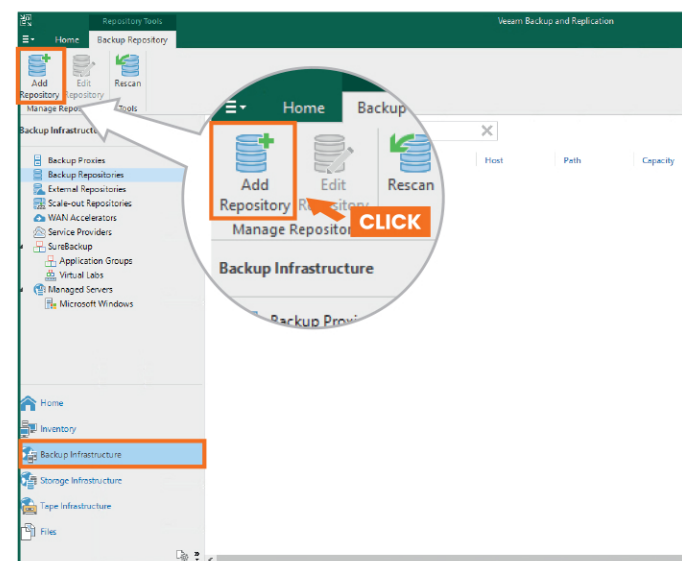 Repository Tools
Veeam Backup and Replication
Home
Backup Repository
Add
Repository
Edit
Repository
Rescan
Manage Repos
Tools
Home
Backup
Add
Repository
Edit
Repository
Rescan
CLICK
Manage Repositor
Backup Infrastructure
Backup Proxi
Host
Path
Capacity
Backup Infrastructu
Backup Proxies
Backup Repositories
External Repositories
Scale-out Repositories
WAN Accelerators
Service Providers
SureBackup
Application Groups
Virtual Labs
Managed Servers
Microsoft Windows
Home
Inventory
Backup Infrastructure
Storage Infrastructure
Tape Infrastructure
Files